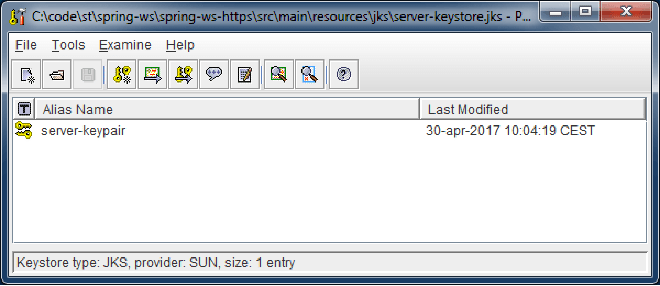 C:\code\st\spring-ws\spring-ws-https\src\main\resources\jks\server-keystore.jks - P...
File Tools Examine Help
T Alias Name Last Modified
server-keypair 30-apr-2017 10:04:19 CEST
Keystore type: JKS, provider: SUN, size: 1 entry